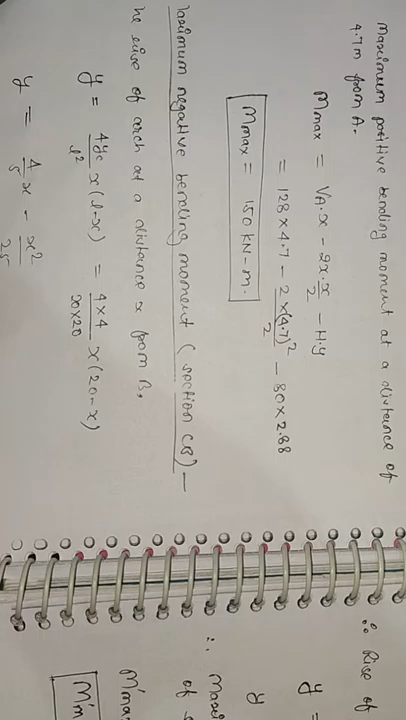 Maximum positive bending moment at a distance of
4.7m from A.
Mmax = VA.x - 2x.x/2 - H.y
= 128×4.7 - 2×(4.7)²/2 - 80×2.88
Mmax = 150 kN-m.
Maximum negative bending moment (section CB) —
he rise of arch at a distance x from B,
y = 4yc/l² x(l-x) = 4×4/20×20 x(20-x)
y = 4/5 x - x²/25
∴ Rise of
y =
y
∴ Maxi
of
M'max
M'm